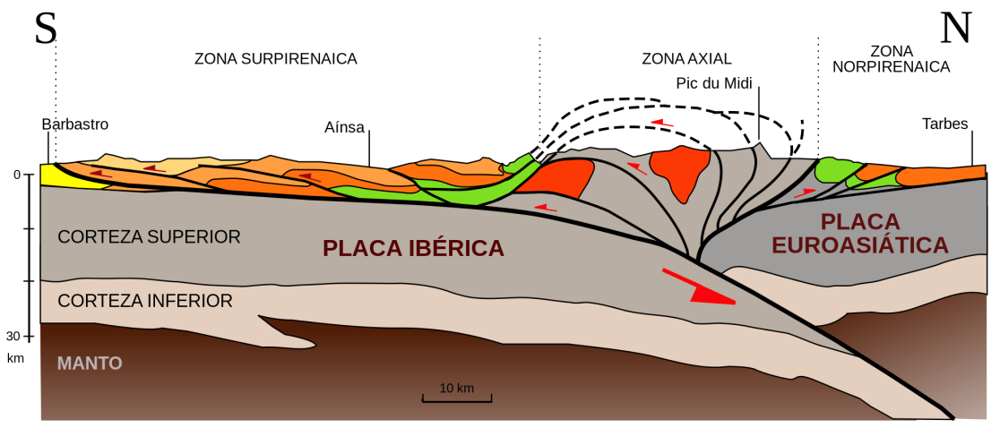 S
N
ZONA SURPIRENAICA
ZONA AXIAL
ZONA
NORPIRENAICA
Pic du Midi
Barbastro
Aínsa
Tarbes
0
CORTEZA SUPERIOR
PLACA IBÉRICA
PLACA
EUROASIÁTICA
CORTEZA INFERIOR
30
km
MANTO
10 km